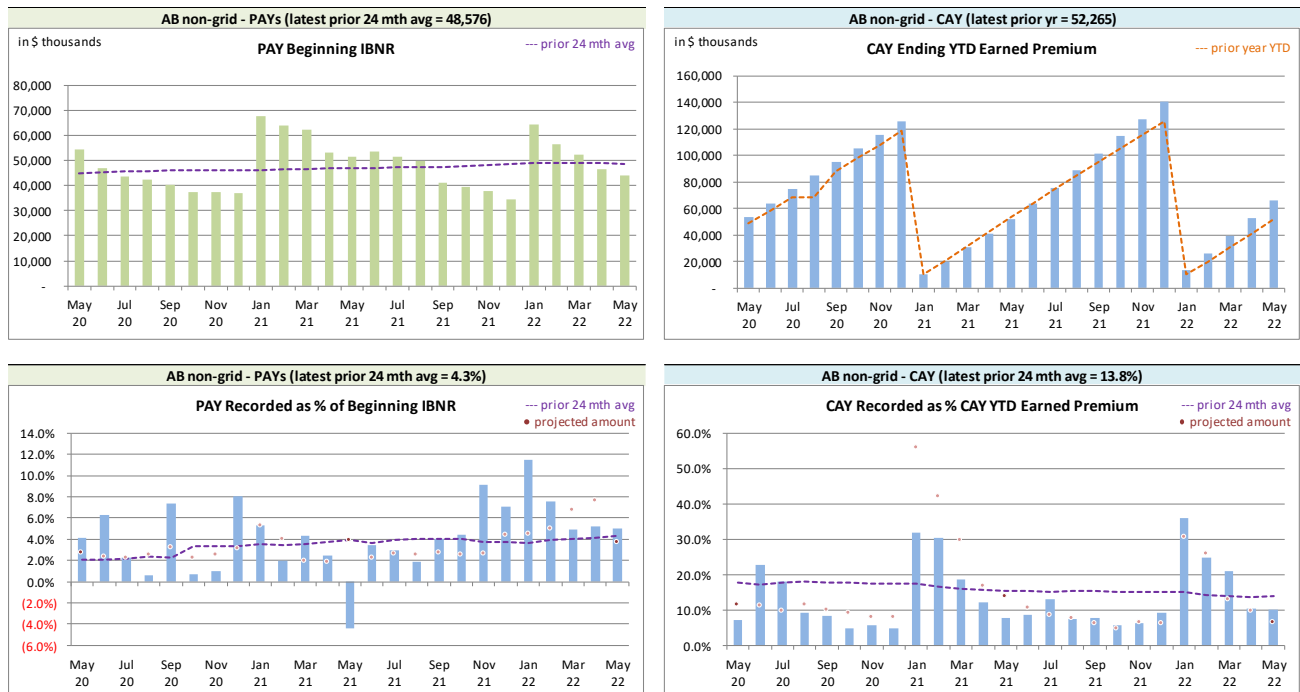 AB non-grid - PAYs (latest prior 24 mth avg = 48,576)
in $ thousands
--- prior 24 mth avg
PAY Beginning IBNR
80,000
70,000
60,000
50,000
40,000
30,000
20,000
10,000
-
May Jul Sep Nov Jan Mar May Jul Sep Nov Jan Mar May
20 20 20 20 21 21 21 21 21 21 22 22 22
AB non-grid - CAY (latest prior yr = 52,265)
in $ thousands
CAY Ending YTD Earned Premium
--- prior year YTD
160,000
140,000
120,000
100,000
80,000
60,000
40,000
20,000
-
May Jul Sep Nov Jan Mar May Jul Sep Nov Jan Mar May
20 20 20 20 21 21 21 21 21 21 22 22 22
AB non-grid - PAYs (latest prior 24 mth avg = 4.3%)
PAY Recorded as % of Beginning IBNR
--- prior 24 mth avg
• projected amount
14.0%
12.0%
10.0%
8.0%
6.0%
4.0%
2.0%
0.0%
(2.0%)
(4.0%)
(6.0%)
May Jul Sep Nov Jan Mar May Jul Sep Nov Jan Mar May
20 20 20 20 21 21 21 21 21 21 22 22 22
AB non-grid - CAY (latest prior 24 mth avg = 13.8%)
CAY Recorded as % CAY YTD Earned Premium
--- prior 24 mth avg
• projected amount
60.0%
50.0%
40.0%
30.0%
20.0%
10.0%
0.0%
May Jul Sep Nov Jan Mar May Jul Sep Nov Jan Mar May
20 20 20 20 21 21 21 21 21 21 22 22 22